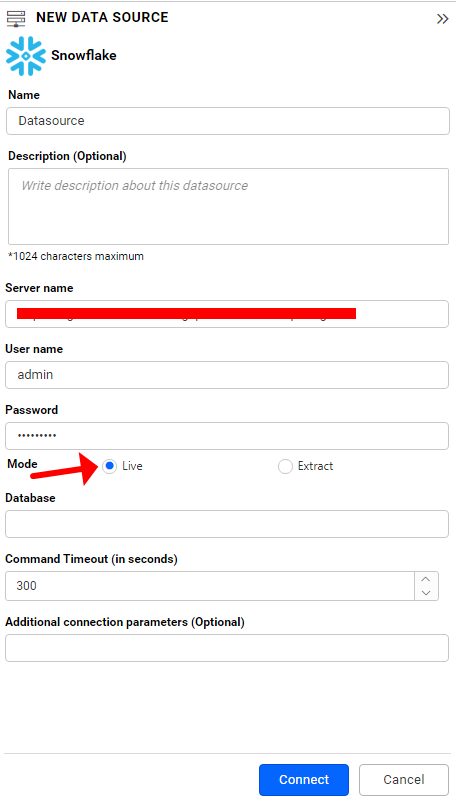 NEW DATA SOURCE
Snowflake
Name
Datasource
Description (Optional)
Write description about this datasource
*1024 characters maximum
Server name
User name
admin
Password
•••••••••
Mode
Live
Extract
Database
Command Timeout (in seconds)
300
Additional connection parameters (Optional)
Connect
Cancel